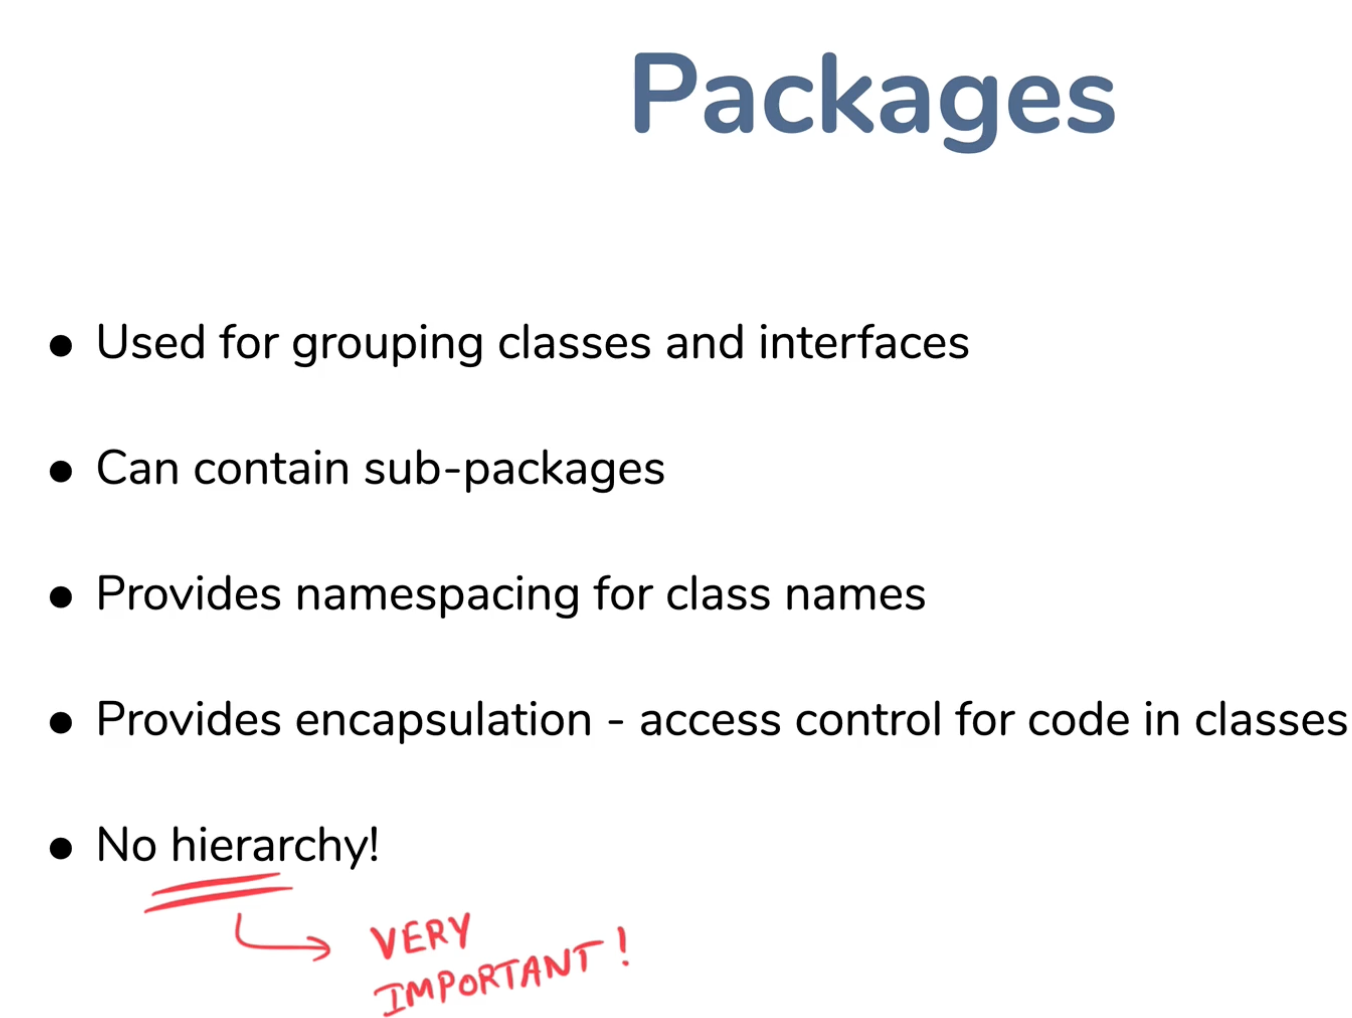 Packages
● Used for grouping classes and interfaces
● Can contain sub-packages
● Provides namespacing for class names
● Provides encapsulation - access control for code in classes
● No hierarchy!
VERY
IMPORTANT!